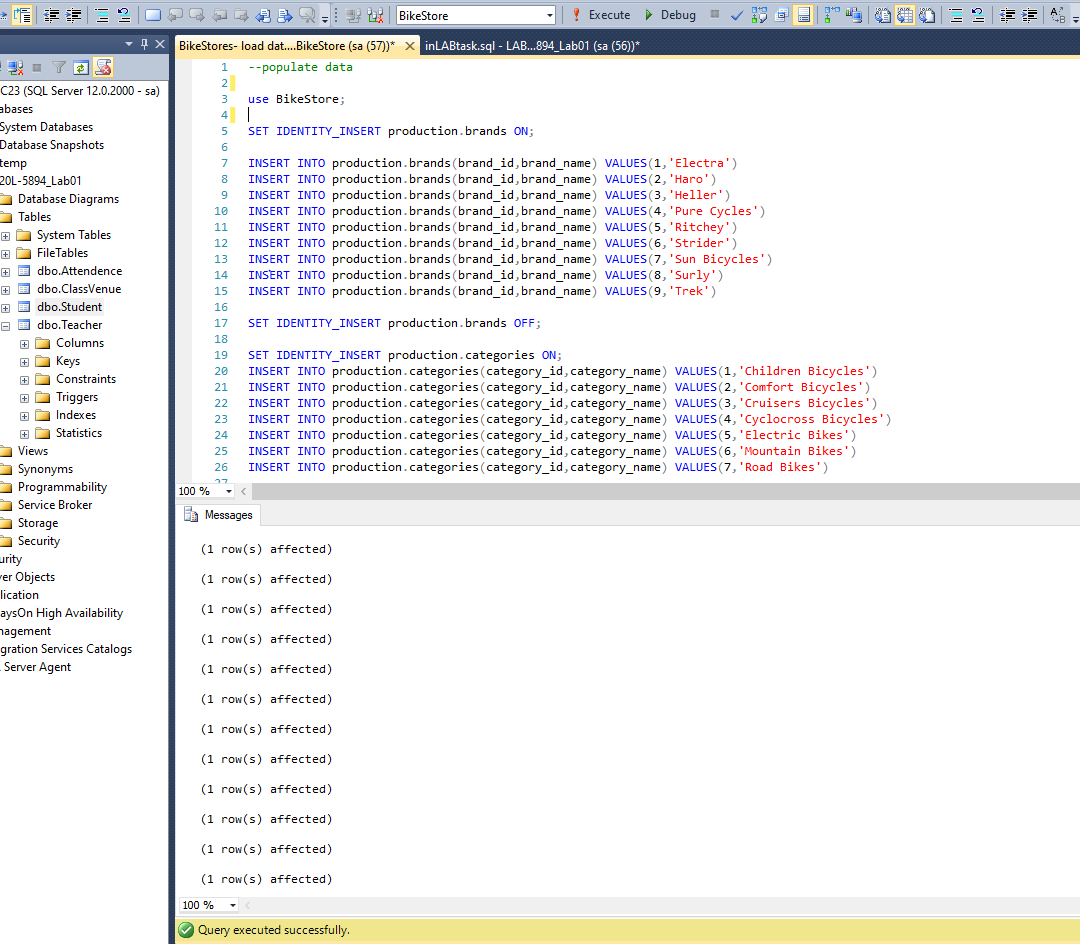 BikeStore
Execute
Debug
BikeStores- load dat....BikeStore (sa (57))*
inLABtask.sql - LAB...894_Lab01 (sa (56))*
C23 (SQL Server 12.0.2000 - sa)
abases
System Databases
Database Snapshots
temp
20L-5894_Lab01
Database Diagrams
Tables
System Tables
FileTables
dbo.Attendence
dbo.ClassVenue
dbo.Student
dbo.Teacher
Columns
Keys
Constraints
Triggers
Indexes
Statistics
Views
Synonyms
Programmability
Service Broker
Storage
Security
urity
ver Objects
lication
aysOn High Availability
nagement
gration Services Catalogs
. Server Agent
1 --populate data
2
3 use BikeStore;
4
5 SET IDENTITY_INSERT production.brands ON;
6
7 INSERT INTO production.brands(brand_id,brand_name) VALUES(1,'Electra')
8 INSERT INTO production.brands(brand_id,brand_name) VALUES(2,'Haro')
9 INSERT INTO production.brands(brand_id,brand_name) VALUES(3,'Heller')
10 INSERT INTO production.brands(brand_id,brand_name) VALUES(4,'Pure Cycles')
11 INSERT INTO production.brands(brand_id,brand_name) VALUES(5,'Ritchey')
12 INSERT INTO production.brands(brand_id,brand_name) VALUES(6,'Strider')
13 INSERT INTO production.brands(brand_id,brand_name) VALUES(7,'Sun Bicycles')
14 INSERT INTO production.brands(brand_id,brand_name) VALUES(8,'Surly')
15 INSERT INTO production.brands(brand_id,brand_name) VALUES(9,'Trek')
16
17 SET IDENTITY_INSERT production.brands OFF;
18
19 SET IDENTITY_INSERT production.categories ON;
20 INSERT INTO production.categories(category_id,category_name) VALUES(1,'Children Bicycles')
21 INSERT INTO production.categories(category_id,category_name) VALUES(2,'Comfort Bicycles')
22 INSERT INTO production.categories(category_id,category_name) VALUES(3,'Cruisers Bicycles')
23 INSERT INTO production.categories(category_id,category_name) VALUES(4,'Cyclocross Bicycles')
24 INSERT INTO production.categories(category_id,category_name) VALUES(5,'Electric Bikes')
25 INSERT INTO production.categories(category_id,category_name) VALUES(6,'Mountain Bikes')
26 INSERT INTO production.categories(category_id,category_name) VALUES(7,'Road Bikes')
27
100 %
Messages
(1 row(s) affected)
(1 row(s) affected)
(1 row(s) affected)
(1 row(s) affected)
(1 row(s) affected)
(1 row(s) affected)
(1 row(s) affected)
(1 row(s) affected)
(1 row(s) affected)
(1 row(s) affected)
(1 row(s) affected)
(1 row(s) affected)
100 %
Query executed successfully.